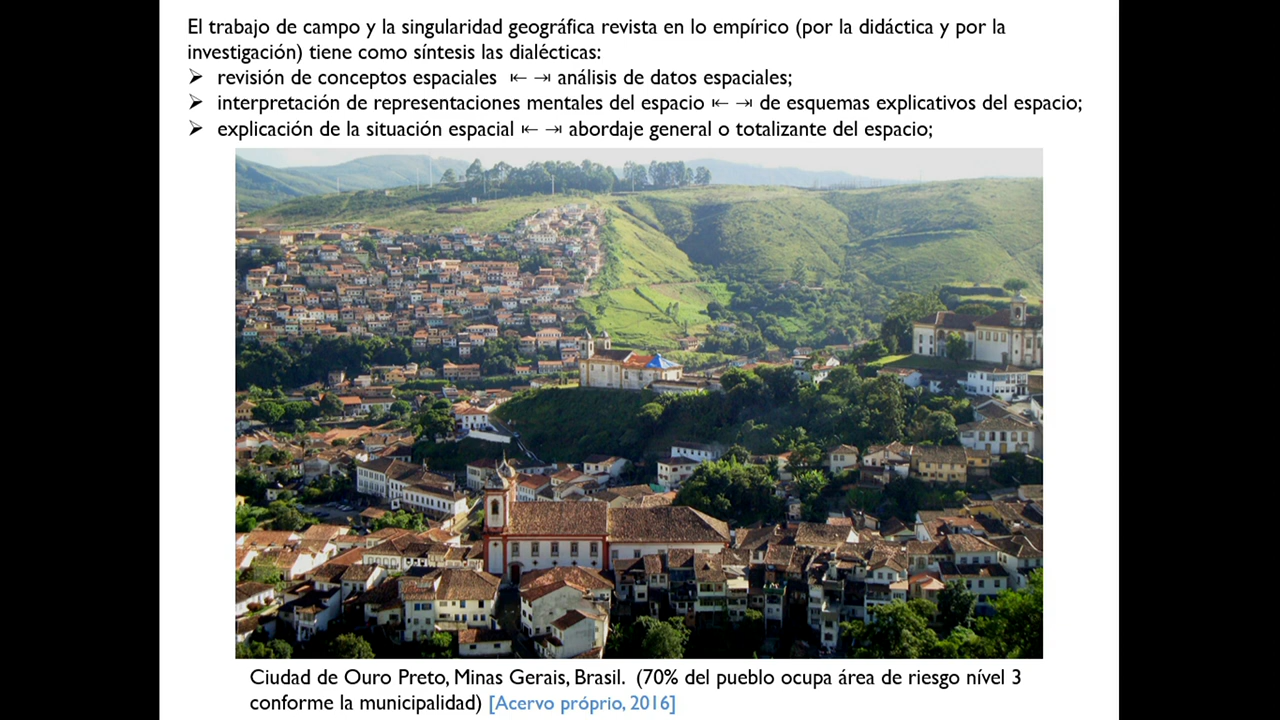 El trabajo de campo y la singularidad geográfica revista en lo empírico (por la didáctica y por la
investigación) tiene como síntesis las dialécticas:
➢ revisión de conceptos espaciales ⇤ ⇥ análisis de datos espaciales;
➢ interpretación de representaciones mentales del espacio ⇤ ⇥ de esquemas explicativos del espacio;
➢ explicación de la situación espacial ⇤ ⇥ abordaje general o totalizante del espacio;
Ciudad de Ouro Preto, Minas Gerais, Brasil. (70% del pueblo ocupa área de riesgo nível 3
conforme la municipalidad) [Acervo próprio, 2016]